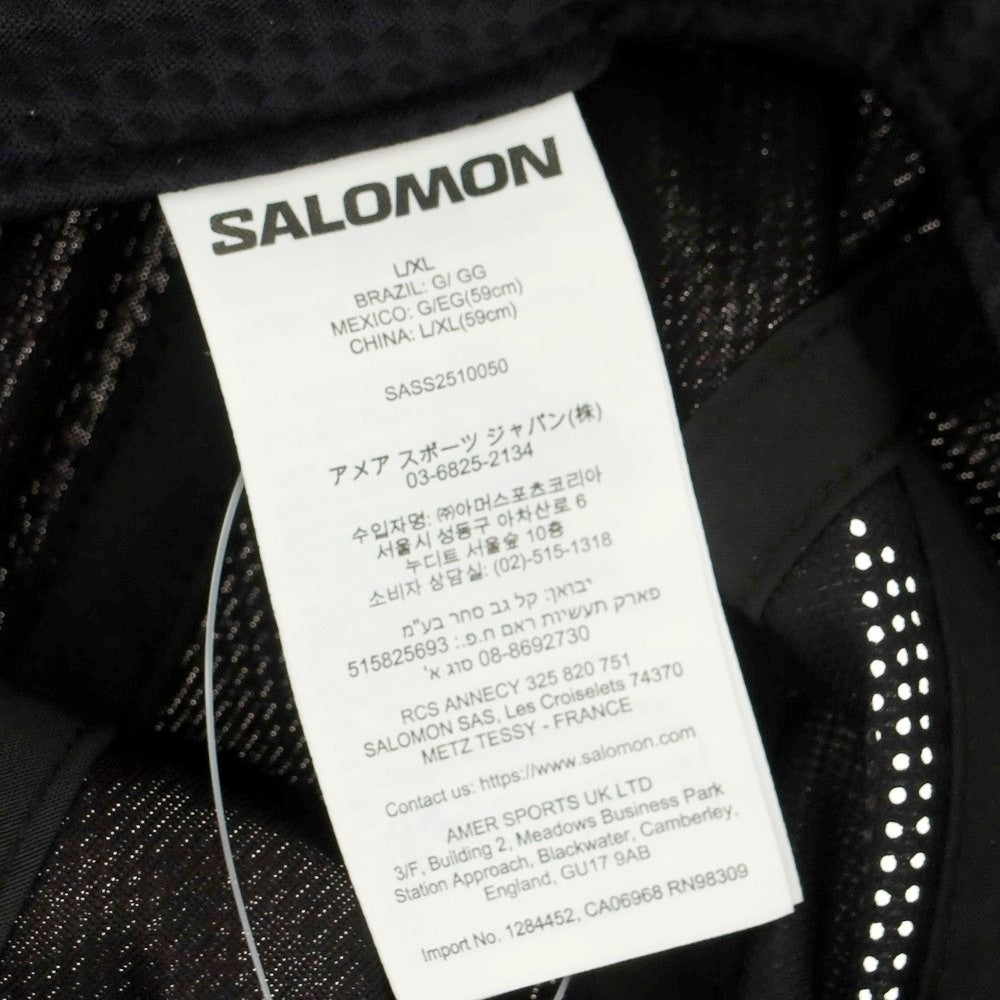 SALOMON
L/XL
BRAZIL: G/ GG
MEXICO: G/EG(59cm)
CHINA: L/XL(59cm)
SASS2510050
アメア スポーツ ジャパン(株)
03-6825-2134
수입자명: ㈜아머스포츠코리아
서울시 성동구 아차산로 6
누디트 서울숲 10층
소비자 상담실: (02)-515-1318
יבואן: קל גב סחר בע"מ
פארק תעשיות ראם ח.פ.: 515825693
08-8692730 סוג א'
RCS ANNECY 325 820 751
SALOMON SAS, Les Croiselets 74370
METZ TESSY - FRANCE
Contact us: https://www.salomon.com
AMER SPORTS UK LTD
3/F, Building 2, Meadows Business Park
Station Approach, Blackwater, Camberley,
England, GU17 9AB
Import No. 1284452, CA06968 RN98309